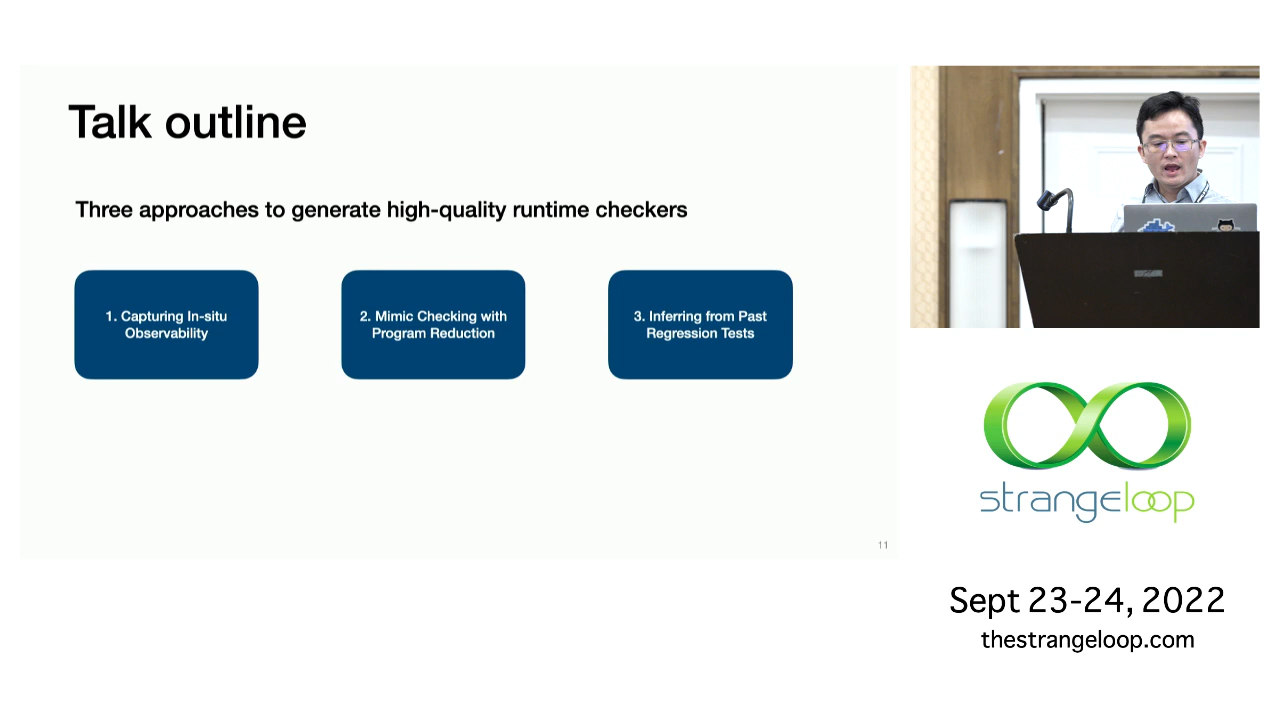 Talk outline
Three approaches to generate high-quality runtime checkers
1. Capturing In-situ
Observability
2. Mimic Checking with
Program Reduction
3. Inferring from Past
Regression Tests
11
strangeloop
Sept 23-24, 2022
thestrangeloop.com